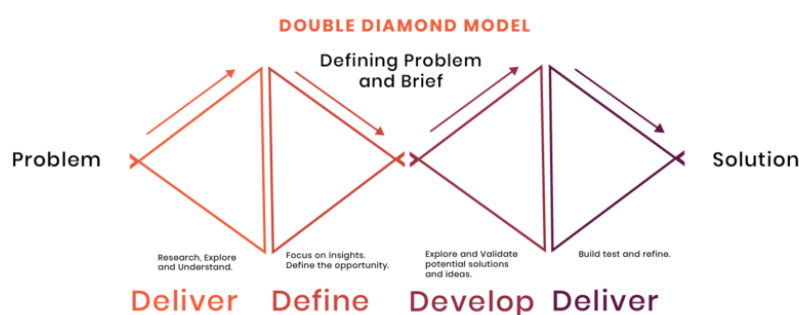 DOUBLE DIAMOND MODEL
Defining Problem
and Brief
Problem
Solution
Research, Explore
and Understand.
Focus on insights.
Define the opportunity.
Explore and Validate
potential solutions
and ideas.
Build test and refine.
Deliver
Define
Develop
Deliver